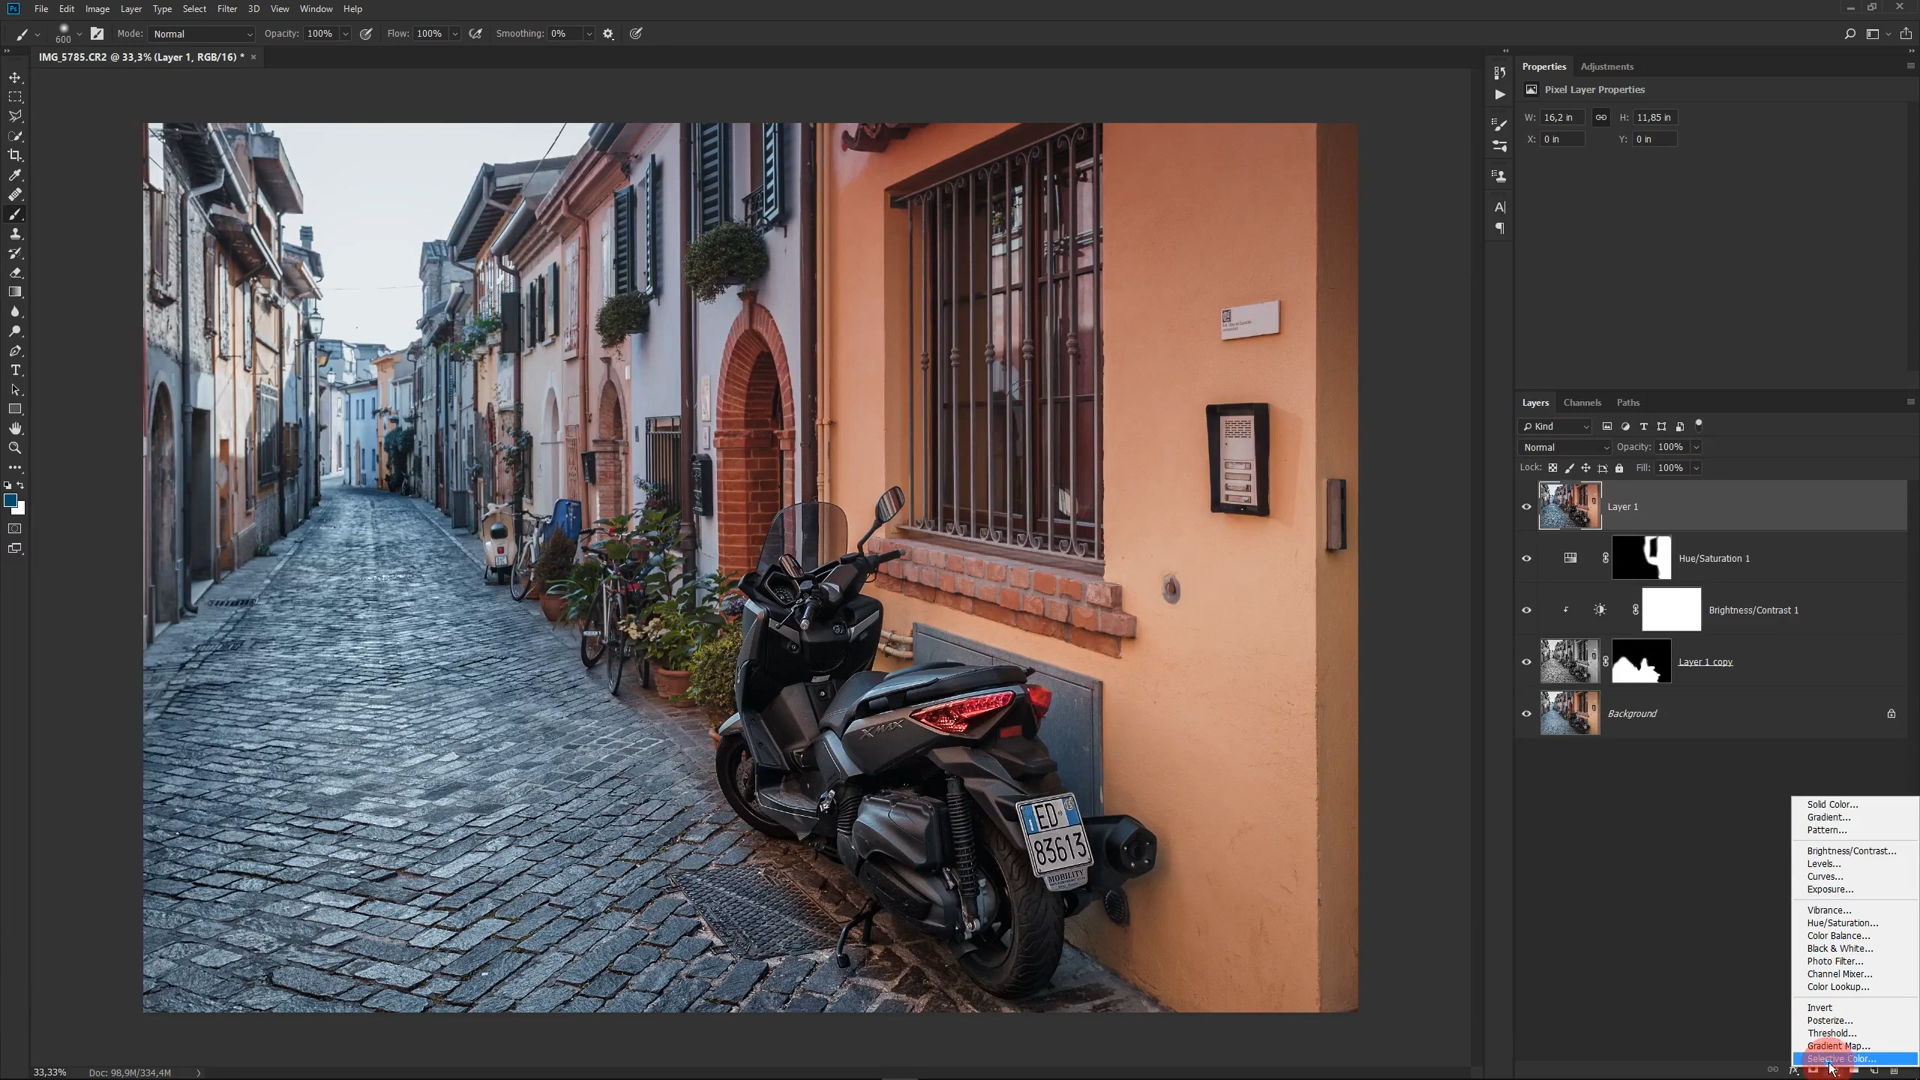 Ps File Edit Image Layer Type Select Filter 3D View Window Help
600 Mode: Normal Opacity: 100% Flow: 100% Smoothing: 0%
IMG_5785.CR2 @ 33,3% (Layer 1, RGB/16) * ×
Properties Adjustments
Pixel Layer Properties
W: 16,2 in H: 11,85 in
X: 0 in Y: 0 in
XMAX
ED
83613
MOBILITY
Layers Channels Paths
Kind
Normal Opacity: 100%
Lock: Fill: 100%
Layer 1
Hue/Saturation 1
Brightness/Contrast 1
Layer 1 copy
Background
Solid Color...
Gradient...
Pattern...
Brightness/Contrast...
Levels...
Curves...
Exposure...
Vibrance...
Hue/Saturation...
Color Balance...
Black & White...
Photo Filter...
Channel Mixer...
Color Lookup...
Invert
Posterize...
Threshold...
Gradient Map...
Selective Color...
33,33% Doc: 98,9M/334,4M